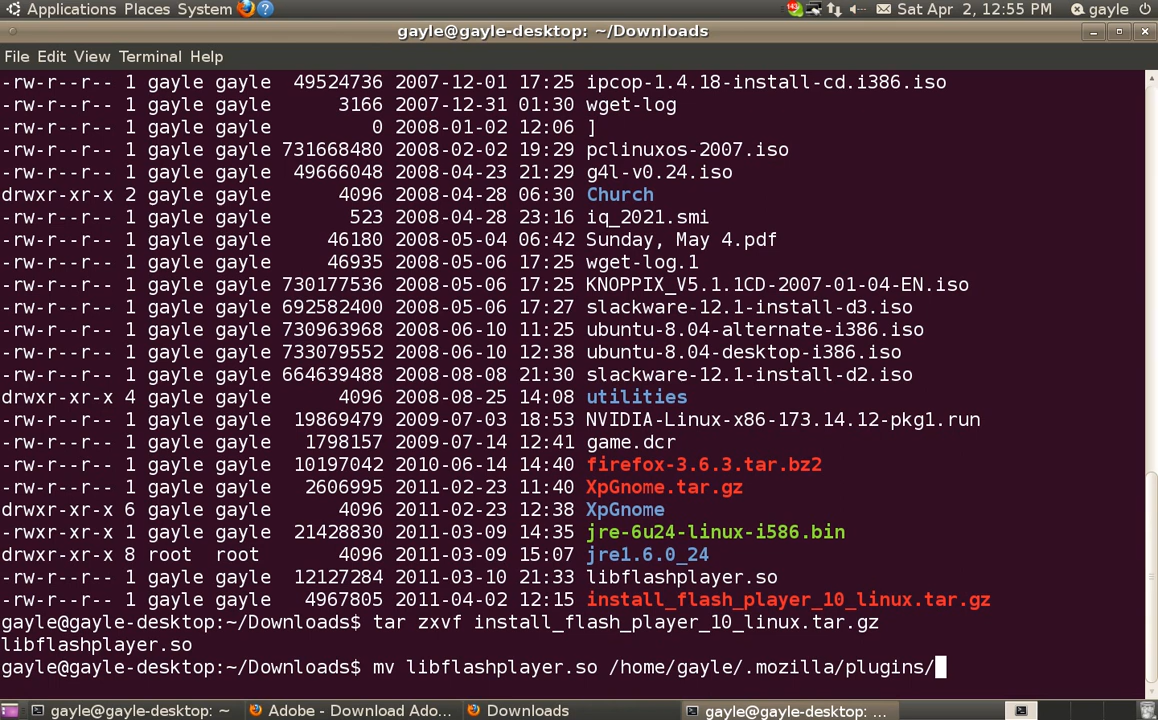 Applications Places System
143
Sat Apr 2, 12:55 PM gayle
gayle@gayle-desktop: ~/Downloads
File Edit View Terminal Help
-rw-r--r-- 1 gayle gayle 49524736 2007-12-01 17:25 ipcop-1.4.18-install-cd.i386.iso
-rw-r--r-- 1 gayle gayle 3166 2007-12-31 01:30 wget-log
-rw-r--r-- 1 gayle gayle 0 2008-01-02 12:06 ]
-rw-r--r-- 1 gayle gayle 731668480 2008-02-02 19:29 pclinuxos-2007.iso
-rw-r--r-- 1 gayle gayle 49666048 2008-04-23 21:29 g4l-v0.24.iso
drwxr-xr-x 2 gayle gayle 4096 2008-04-28 06:30 Church
-rw-r--r-- 1 gayle gayle 523 2008-04-28 23:16 iq_2021.smi
-rw-r--r-- 1 gayle gayle 46180 2008-05-04 06:42 Sunday, May 4.pdf
-rw-r--r-- 1 gayle gayle 46935 2008-05-06 17:25 wget-log.1
-rw-r--r-- 1 gayle gayle 730177536 2008-05-06 17:25 KNOPPIX_V5.1.1CD-2007-01-04-EN.iso
-rw-r--r-- 1 gayle gayle 692582400 2008-05-06 17:27 slackware-12.1-install-d3.iso
-rw-r--r-- 1 gayle gayle 730963968 2008-06-10 11:25 ubuntu-8.04-alternate-i386.iso
-rw-r--r-- 1 gayle gayle 733079552 2008-06-10 12:38 ubuntu-8.04-desktop-i386.iso
-rw-r--r-- 1 gayle gayle 664639488 2008-08-08 21:30 slackware-12.1-install-d2.iso
drwxr-xr-x 4 gayle gayle 4096 2008-08-25 14:08 utilities
-rw-r--r-- 1 gayle gayle 19869479 2009-07-03 18:53 NVIDIA-Linux-x86-173.14.12-pkg1.run
-rw-r--r-- 1 gayle gayle 1798157 2009-07-14 12:41 game.dcr
-rw-r--r-- 1 gayle gayle 10197042 2010-06-14 14:40 firefox-3.6.3.tar.bz2
-rw-r--r-- 1 gayle gayle 2606995 2011-02-23 11:40 XpGnome.tar.gz
drwxr-xr-x 6 gayle gayle 4096 2011-02-23 12:38 XpGnome
-rwxr-xr-x 1 gayle gayle 21428830 2011-03-09 14:35 jre-6u24-linux-i586.bin
drwxr-xr-x 8 root root 4096 2011-03-09 15:07 jre1.6.0_24
-rw-r--r-- 1 gayle gayle 12127284 2011-03-10 21:33 libflashplayer.so
-rw-r--r-- 1 gayle gayle 4967805 2011-04-02 12:15 install_flash_player_10_linux.tar.gz
gayle@gayle-desktop:~/Downloads$ tar zxvf install_flash_player_10_linux.tar.gz
libflashplayer.so
gayle@gayle-desktop:~/Downloads$ mv libflashplayer.so /home/gayle/.mozilla/plugins/
gayle@gayle-desktop: ~ Adobe - Download Ado... Downloads gayle@gayle-desktop: ...